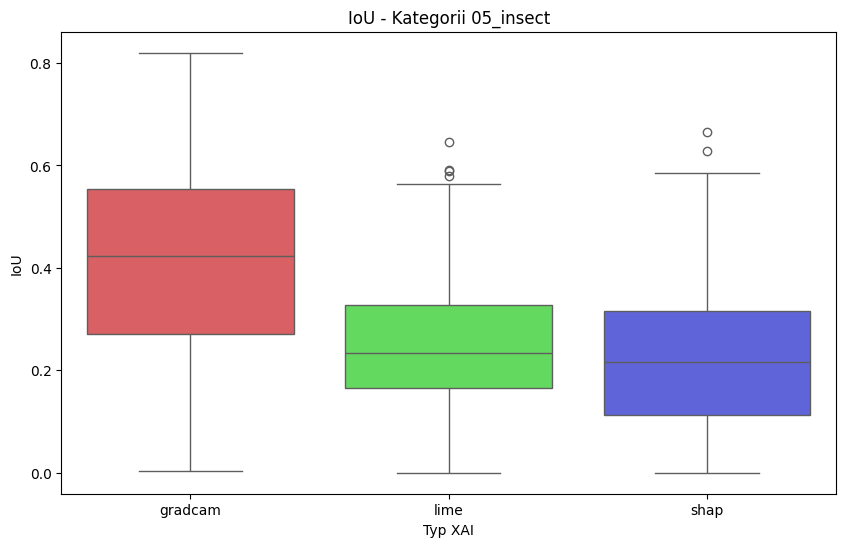 IoU - Kategorii 05_insect
IoU
0.8
0.6
0.4
0.2
0.0
gradcam
lime
shap
Typ XAI